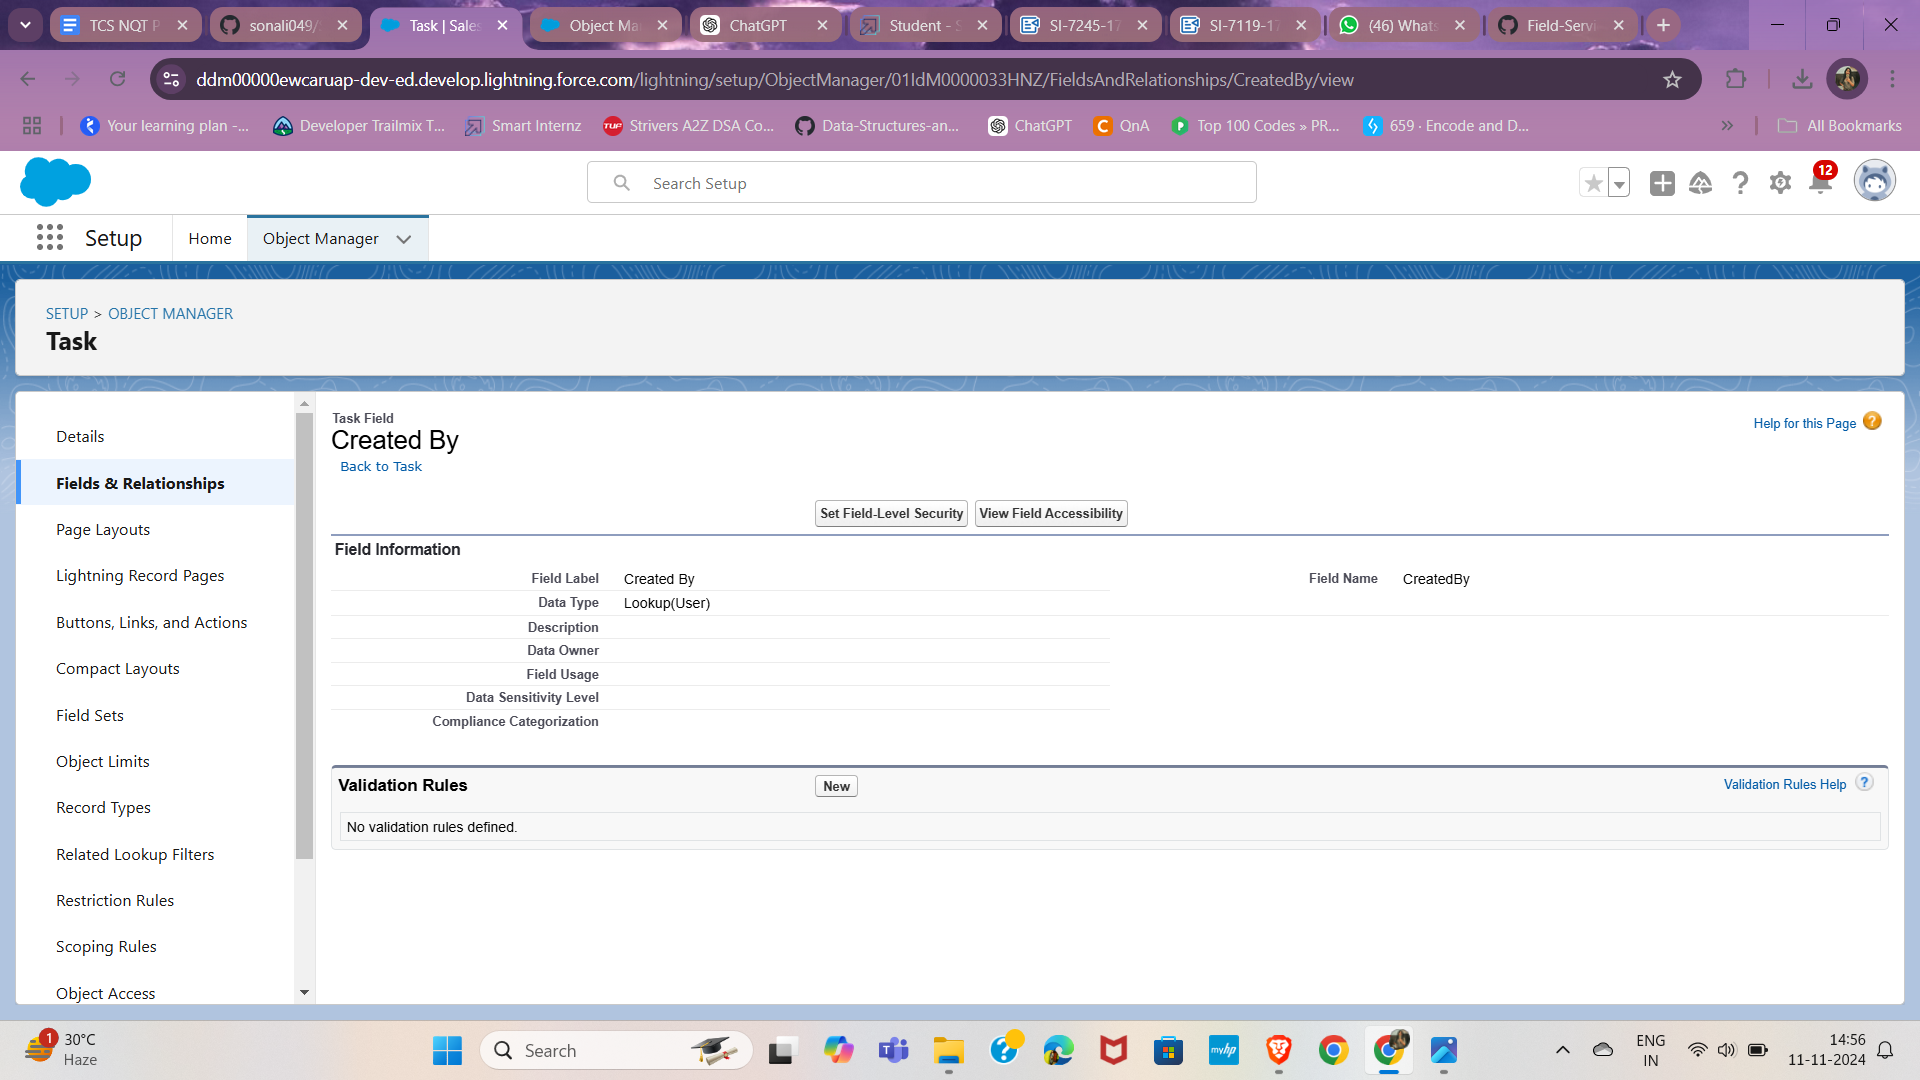 TCS NQT P
sonali049/
Task | Sales
Object Ma
ChatGPT
Student - S
SI-7245-17
SI-7119-17
(46) Whats
Field-Servi
ddm00000ewcaruap-dev-ed.develop.lightning.force.com/lightning/setup/ObjectManager/01IdM0000033HNZ/FieldsAndRelationships/CreatedBy/view
Your learning plan -...
Developer Trailmix T...
Smart Internz
TUF
Strivers A2Z DSA Co...
Data-Structures-an...
ChatGPT
QnA
Top 100 Codes » PR...
659 · Encode and D...
»
All Bookmarks
Search Setup
12
Setup
Home
Object Manager
SETUP > OBJECT MANAGER
Task
Details
Fields & Relationships
Page Layouts
Lightning Record Pages
Buttons, Links, and Actions
Compact Layouts
Field Sets
Object Limits
Record Types
Related Lookup Filters
Restriction Rules
Scoping Rules
Object Access
Task Field
Created By
Back to Task
Help for this Page
Set Field-Level Security
View Field Accessibility
Field Information
Field Label Created By
Field Name CreatedBy
Data Type Lookup(User)
Description
Data Owner
Field Usage
Data Sensitivity Level
Compliance Categorization
Validation Rules
New
Validation Rules Help
No validation rules defined.
1
30°C
Haze
Search
myhp
ENG
IN
14:56
11-11-2024